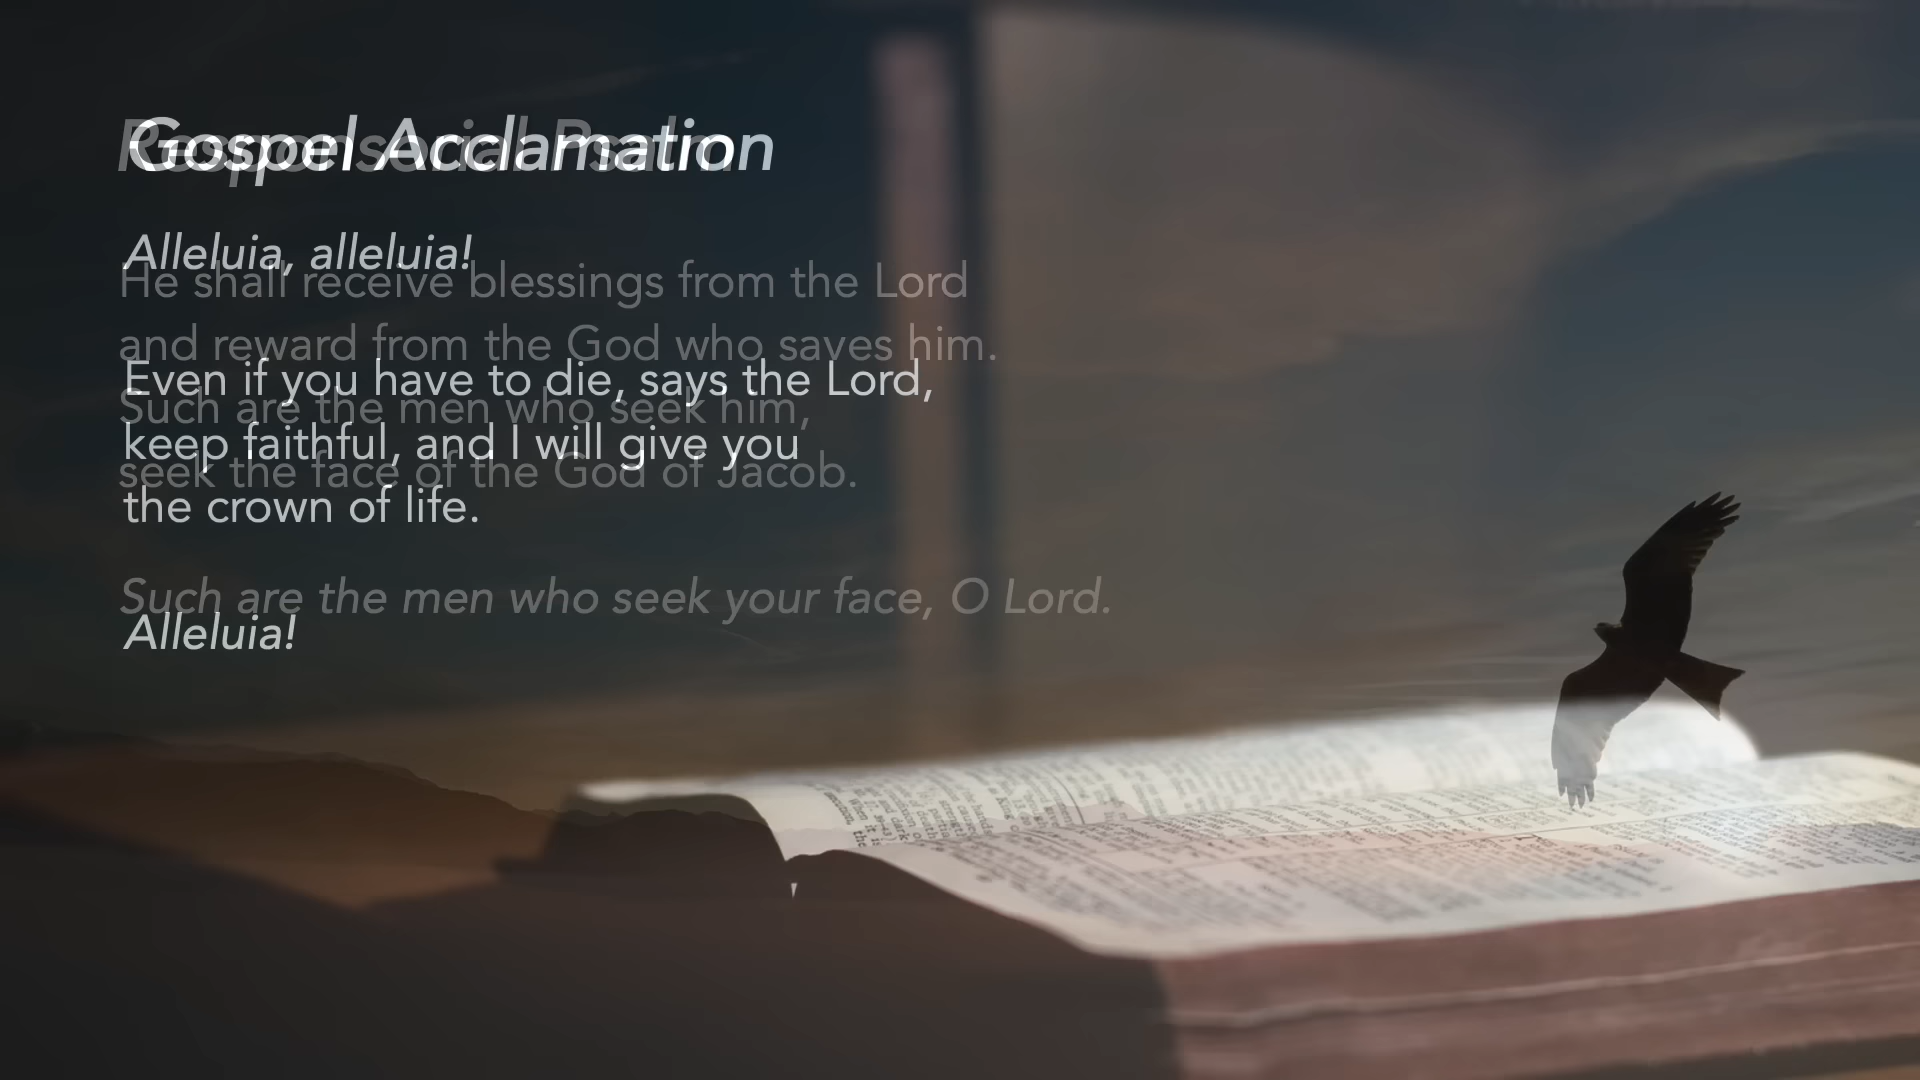 Gospel Acclamation
Alleluia, alleluia!
Even if you have to die, says the Lord,
keep faithful, and I will give you
the crown of life.
Alleluia!
Responsorial Psalm
He shall receive blessings from the Lord
and reward from the God who saves him.
Such are the men who seek him,
seek the face of the God of Jacob.
Such are the men who seek your face, O Lord.